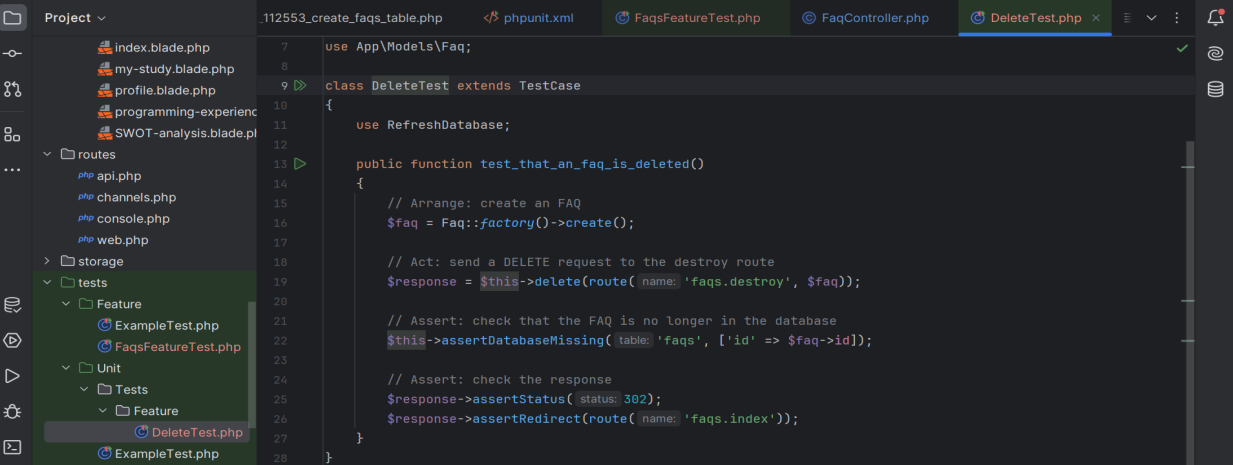 Project
_112553_create_faqs_table.php
phpunit.xml
FaqsFeatureTest.php
FaqController.php
DeleteTest.php
index.blade.php
my-study.blade.php
profile.blade.php
programming-experienc
SWOT-analysis.blade.p
routes
php api.php
php channels.php
php console.php
php web.php
storage
tests
Feature
ExampleTest.php
FaqsFeatureTest.php
Unit
Tests
Feature
DeleteTest.php
ExampleTest.php
7 use App\Models\Faq;
8
9 class DeleteTest extends TestCase
10 {
11 use RefreshDatabase;
12
13 public function test_that_an_faq_is_deleted()
14 {
15 // Arrange: create an FAQ
16 $faq = Faq::factory()->create();
17
18 // Act: send a DELETE request to the destroy route
19 $response = $this->delete(route( name: 'faqs.destroy', $faq));
20
21 // Assert: check that the FAQ is no longer in the database
22 $this->assertDatabaseMissing( table: 'faqs', ['id' => $faq->id]);
23
24 // Assert: check the response
25 $response->assertStatus( status: 302);
26 $response->assertRedirect(route( name: 'faqs.index'));
27 }
28 }